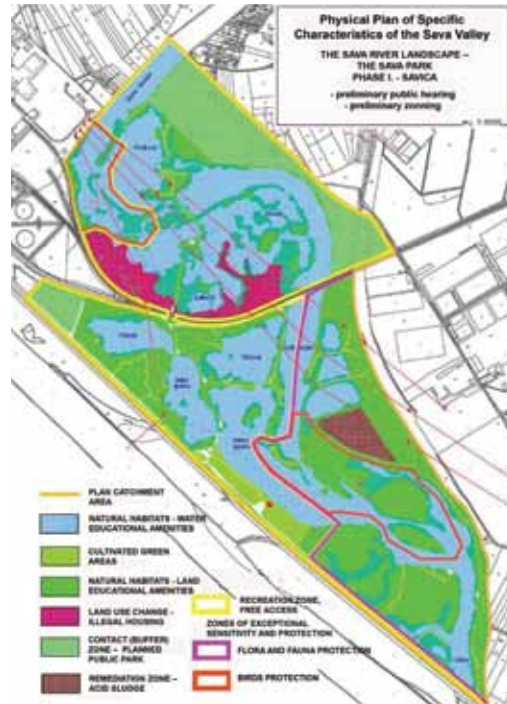 Physical Plan of Specific
Characteristics of the Sava Valley
THE SAVA RIVER LANDSCAPE –
THE SAVA PARK
PHASE I. - SAVICA
- preliminary public hearing
- preliminary zonning
PLAN CATCHMENT
AREA
NATURAL HABITATS - WATER
EDUCATIONAL AMENITIES
CULTIVATED GREEN
AREAS
NATURAL HABITATS - LAND
EDUCATIONAL AMENITIES
LAND USE CHANGE -
ILLEGAL HOUSING
CONTACT (BUFFER)
ZONE – PLANNED
PUBLIC PARK
REMEDIATION ZONE –
ACID SLUDGE
RECREATION ZONE,
FREE ACCESS
ZONES OF EXCEPTIONAL
SENSITIVITY AND PROTECTION
FLORA AND FAUNA PROTECTION
BIRDS PROTECTION